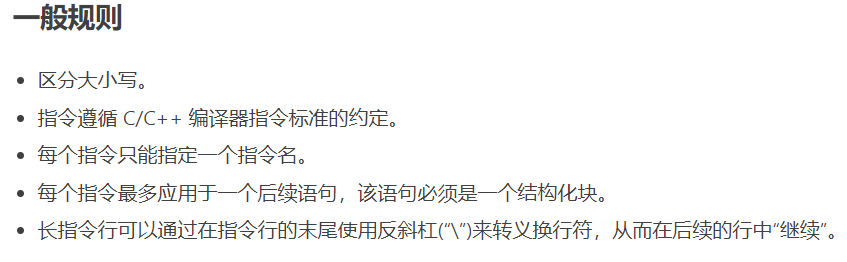 一般规则
区分大小写。
指令遵循 C/C++ 编译器指令标准的约定。
每个指令只能指定一个指令名。
每个指令最多应用于一个后续语句，该语句必须是一个结构化块。
长指令行可以通过在指令行的末尾使用反斜杠(“\”)来转义换行符，从而在后续的行中“继续”。